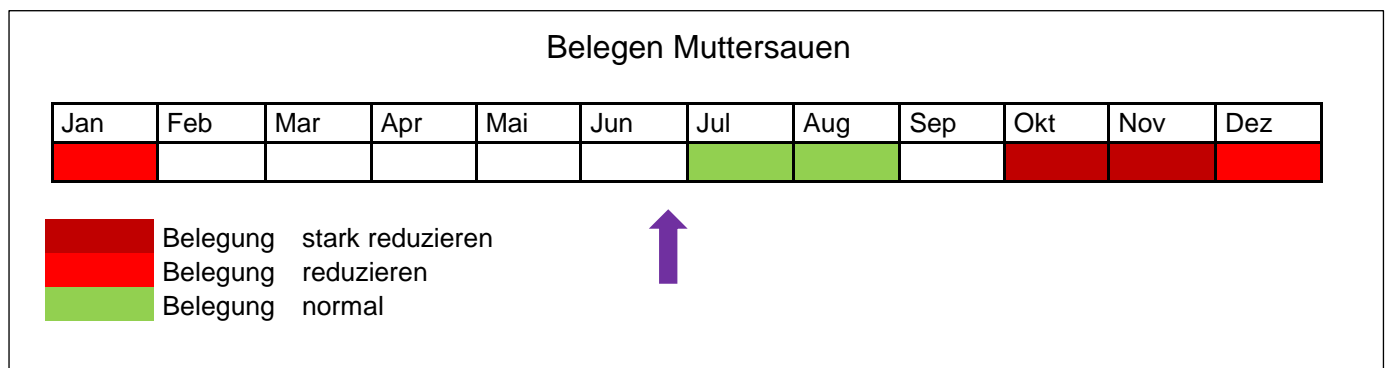 Belegen Muttersauen
Jan Feb Mar Apr Mai Jun Jul Aug Sep Okt Nov Dez
Belegung stark reduzieren
Belegung reduzieren
Belegung normal